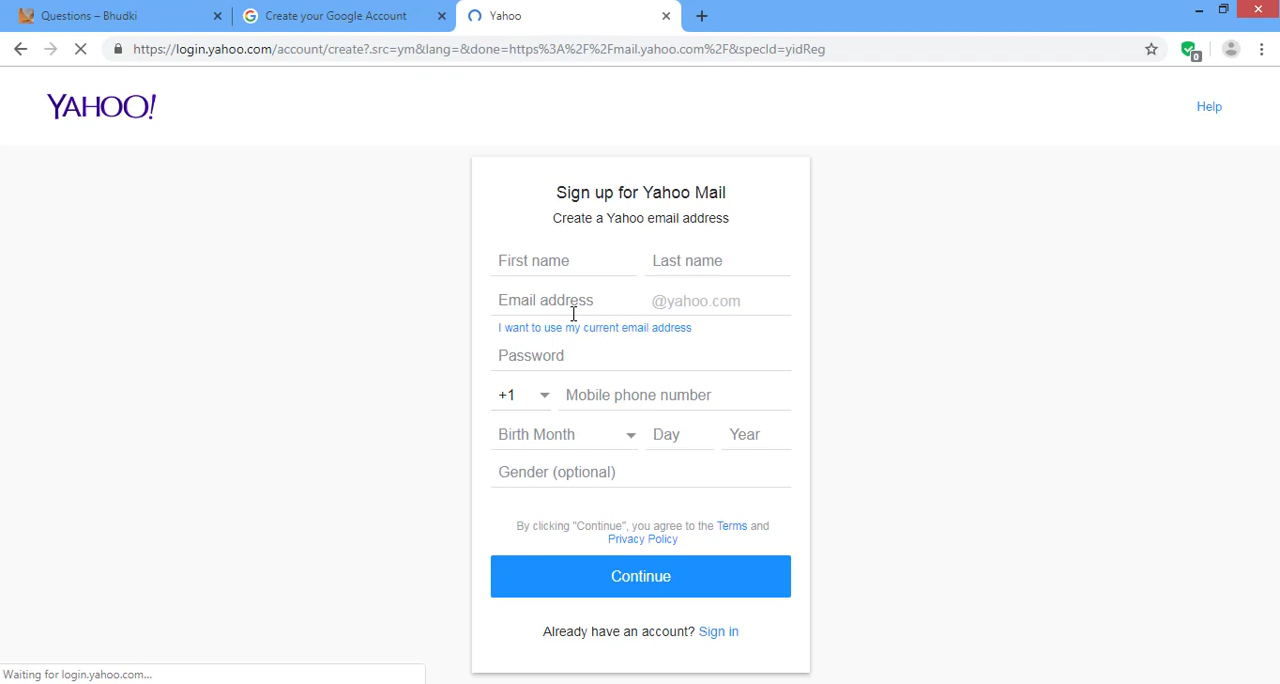 Questions – Bhudki
Create your Google Account
Yahoo
https://login.yahoo.com/account/create?.src=ym&lang=&done=https%3A%2F%2Fmail.yahoo.com%2F&specId=yidReg
0
YAHOO!
Help
Sign up for Yahoo Mail
Create a Yahoo email address
First name Last name
Email address @yahoo.com
I want to use my current email address
Password
+1 Mobile phone number
Birth Month Day Year
Gender (optional)
By clicking "Continue", you agree to the Terms and
Privacy Policy
Continue
Already have an account? Sign in
Waiting for login.yahoo.com...